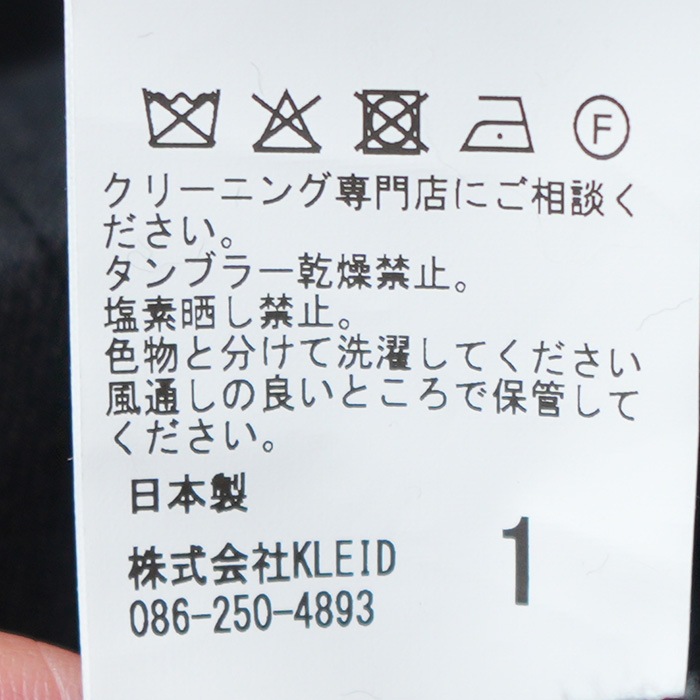 F
クリーニング専門店にご相談く
ださい。
タンブラー乾燥禁止。
塩素晒し禁止。
色物と分けて洗濯してください
風通しの良いところで保管して
ください。
日本製
株式会社KLEID
086-250-4893
1